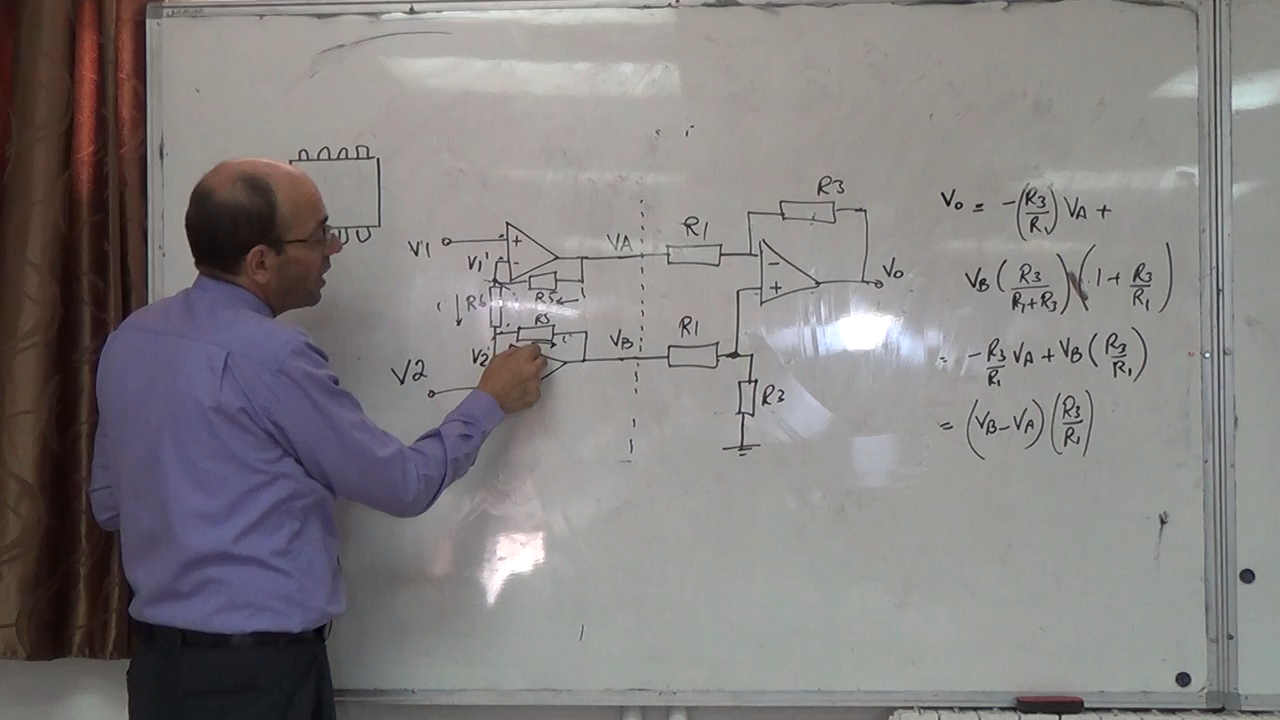 R3
V1
+
V1'
-
VA
R1
-
+
Vo
i
R6
R5
i
R5
i
V2'
VB
R1
V2
R3
Vo = -(R3/R1) VA +
VB (R3/R1+R3) (1 + R3/R1)
= -R3/R1 VA + VB (R3/R1)
= (VB - VA) (R3/R1)